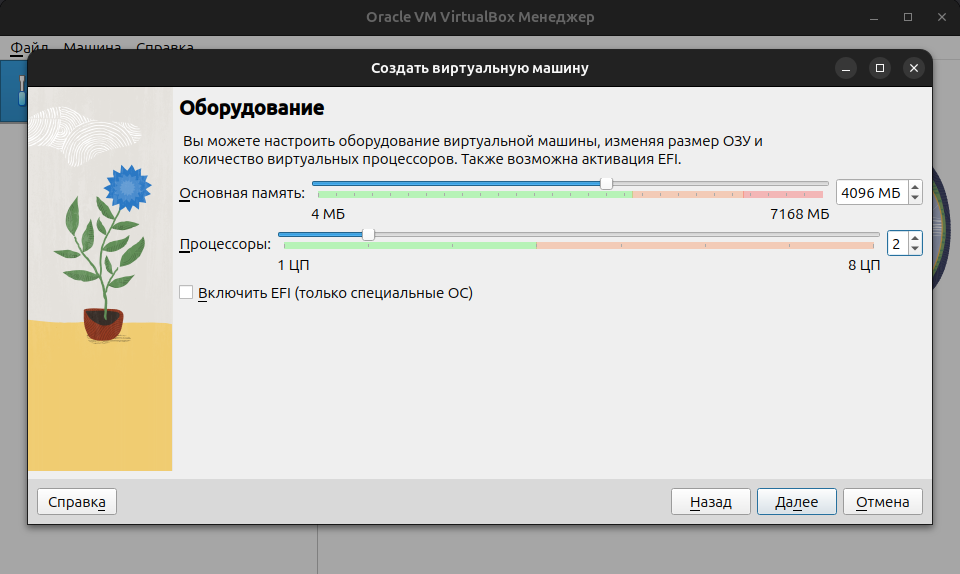 Oracle VM VirtualBox Менеджер
Файл Машина Справка
Создать виртуальную машину
Оборудование
Вы можете настроить оборудование виртуальной машины, изменяя размер ОЗУ и
количество виртуальных процессоров. Также возможна активация EFI.
Основная память: 4096 МБ
4 МБ 7168 МБ
Процессоры: 2
1 ЦП 8 ЦП
Включить EFI (только специальные ОС)
Справка Назад Далее Отмена